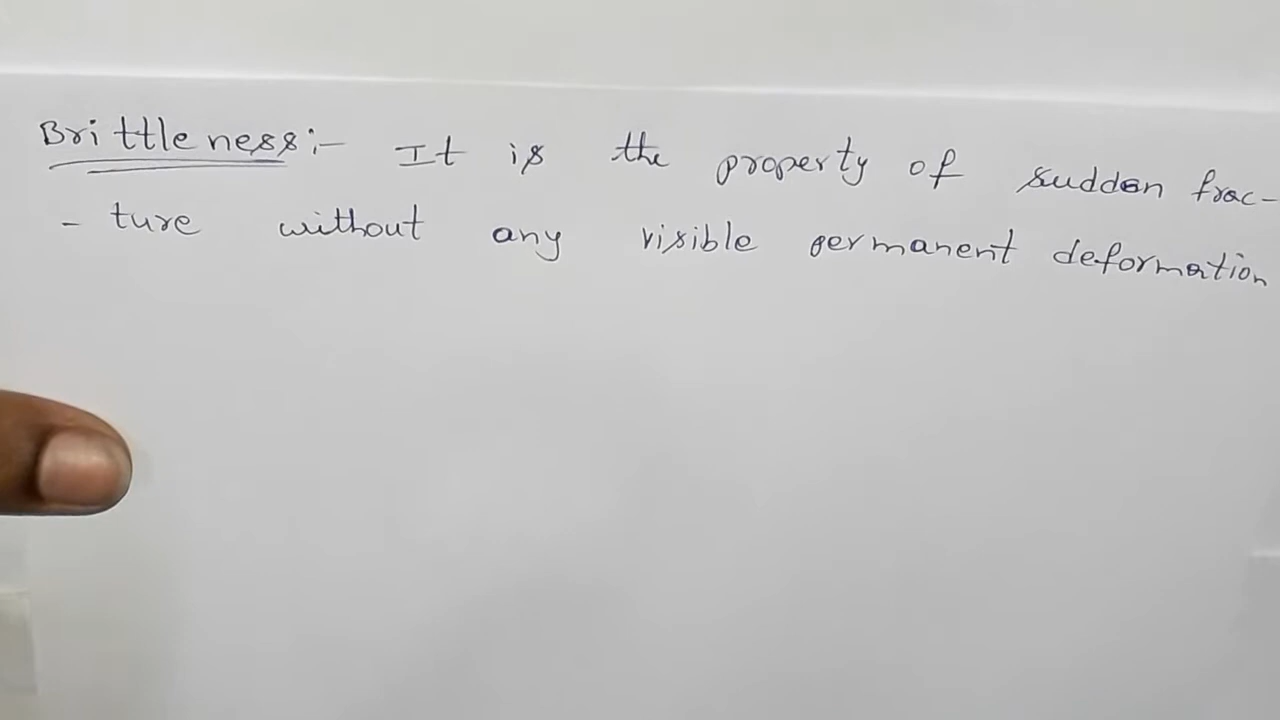 Brittleness:- It is the property of sudden frac-
- ture without any visible permanent deformation